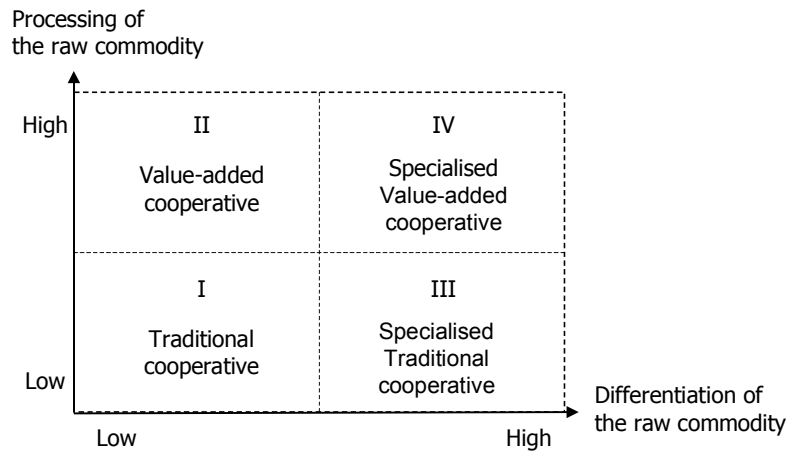 Processing of
the raw commodity
High
II
IV
Value-added
cooperative
Specialised
Value-added
cooperative
I
III
Traditional
cooperative
Specialised
Traditional
cooperative
Low
Differentiation of
the raw commodity
Low
High